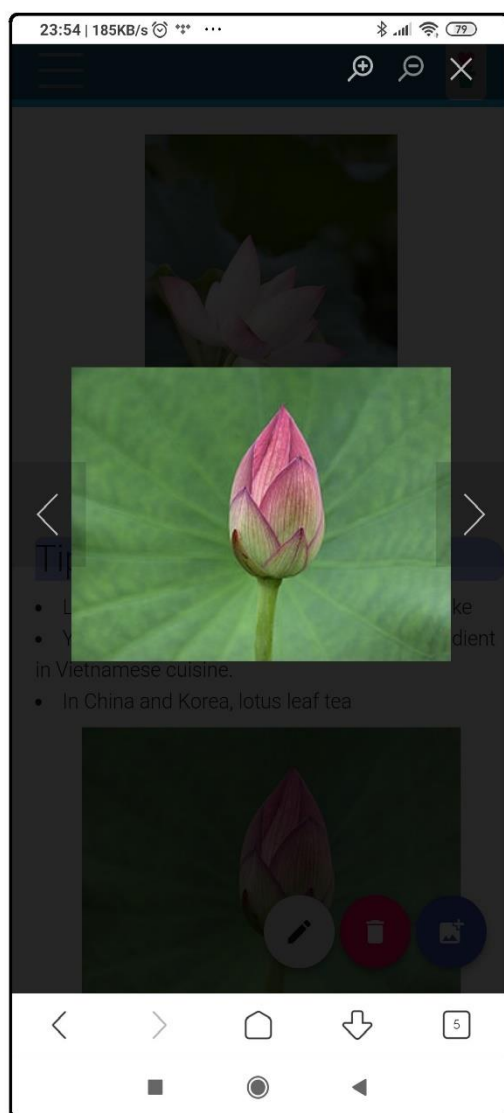 23:54 | 185KB/s
79
Tip
L ke
Y dient
in Vietnamese cuisine.
In China and Korea, lotus leaf tea
5